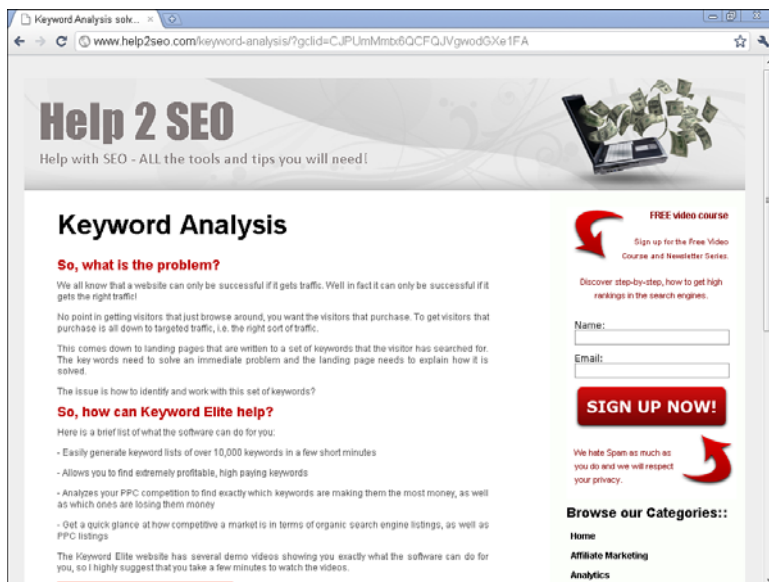 Keyword Analysis solv...
www.help2seo.com/keyword-analysis/?gclid=CJPUmMmtx6QCFQJVgwodGXe1FA
Help 2 SEO
Help with SEO - ALL the tools and tips you will need!
Keyword Analysis
So, what is the problem?
We all know that a website can only be successful if it gets traffic. Well in fact it can only be successful if it
gets the right traffic!
No point in getting visitors that just browse around, you want the visitors that purchase. To get visitors that
purchase is all down to targeted traffic, i.e. the right sort of traffic.
This comes down to landing pages that are written to a set of keywords that the visitor has searched for.
The key words need to solve an immediate problem and the landing page needs to explain how it is
solved.
The issue is how to identify and work with this set of keywords?
So, how can Keyword Elite help?
Here is a brief list of what the software can do for you:
- Easily generate keyword lists of over 10,000 keywords in a few short minutes
- Allows you to find extremely profitable, high paying keywords
- Analyzes your PPC competition to find exactly which keywords are making them the most money, as well
as which ones are losing them money
- Get a quick glance at how competitive a market is in terms of organic search engine listings, as well as
PPC listings
The Keyword Elite website has several demo videos showing you exactly what the software can do for
you, so I highly suggest that you take a few minutes to watch the videos.
FREE video course
Sign up for the Free Video
Course and Newsletter Series.
Discover step-by-step, how to get high
rankings in the search engines.
Name:
Email:
SIGN UP NOW!
We hate Spam as much as
you do and we will respect
your privacy.
Browse our Categories::
Home
Affiliate Marketing
Analytics